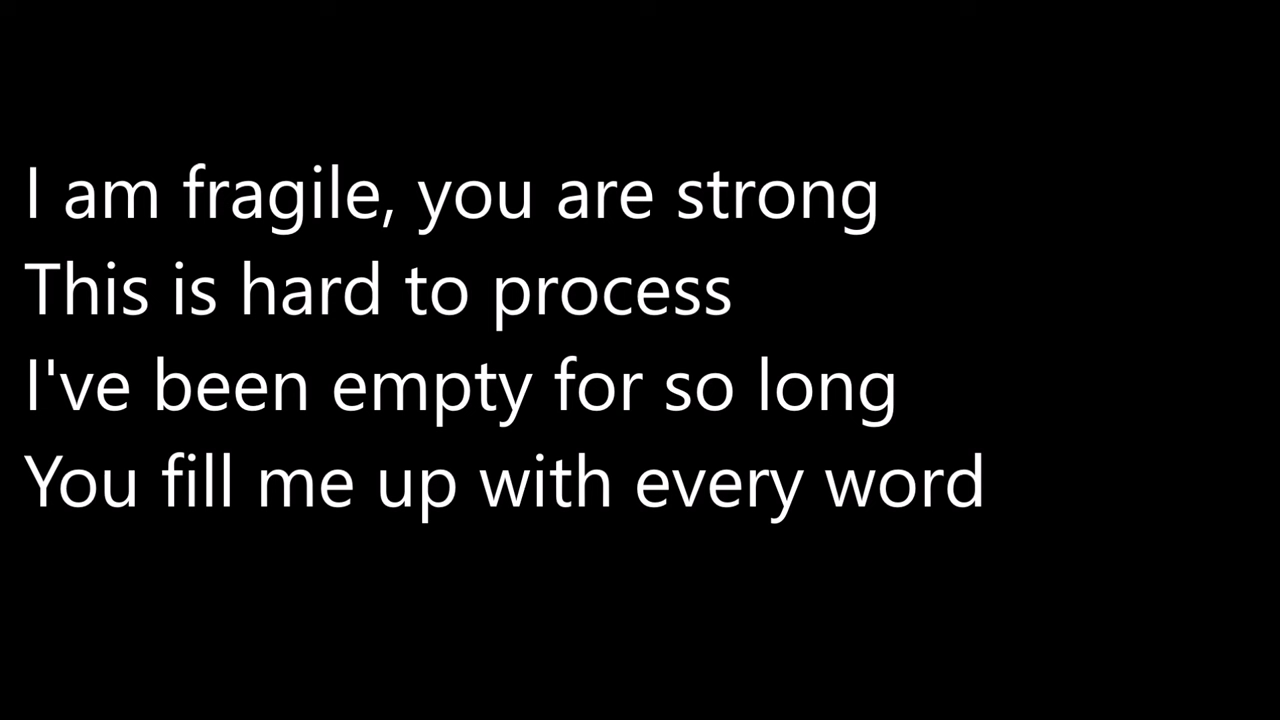 I am fragile, you are strong
This is hard to process
I've been empty for so long
You fill me up with every word